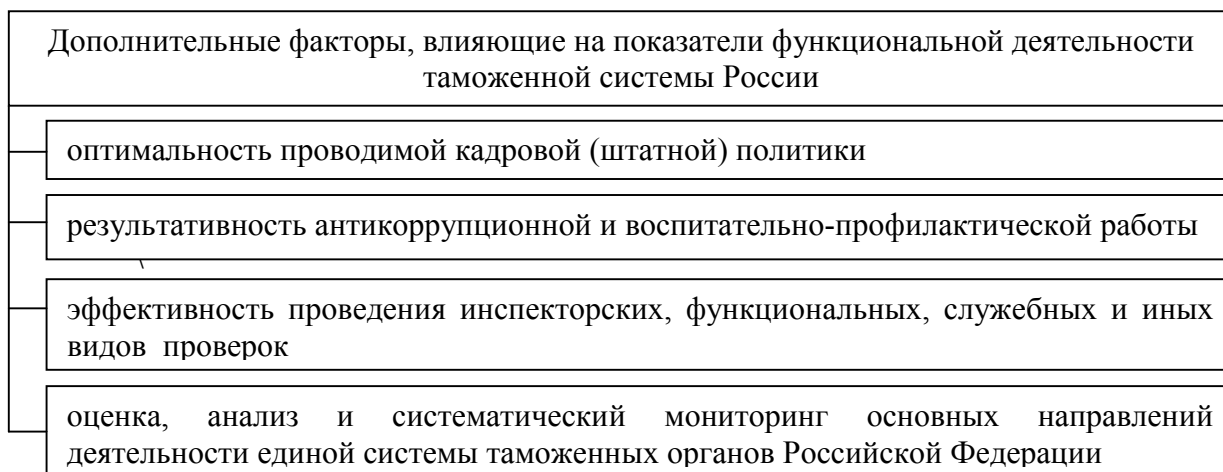 Дополнительные факторы, влияющие на показатели функциональной деятельности
таможенной системы России
оптимальность проводимой кадровой (штатной) политики
результативность антикоррупционной и воспитательно-профилактической работы
эффективность проведения инспекторских, функциональных, служебных и иных
видов проверок
оценка, анализ и систематический мониторинг основных направлений
деятельности единой системы таможенных органов Российской Федерации